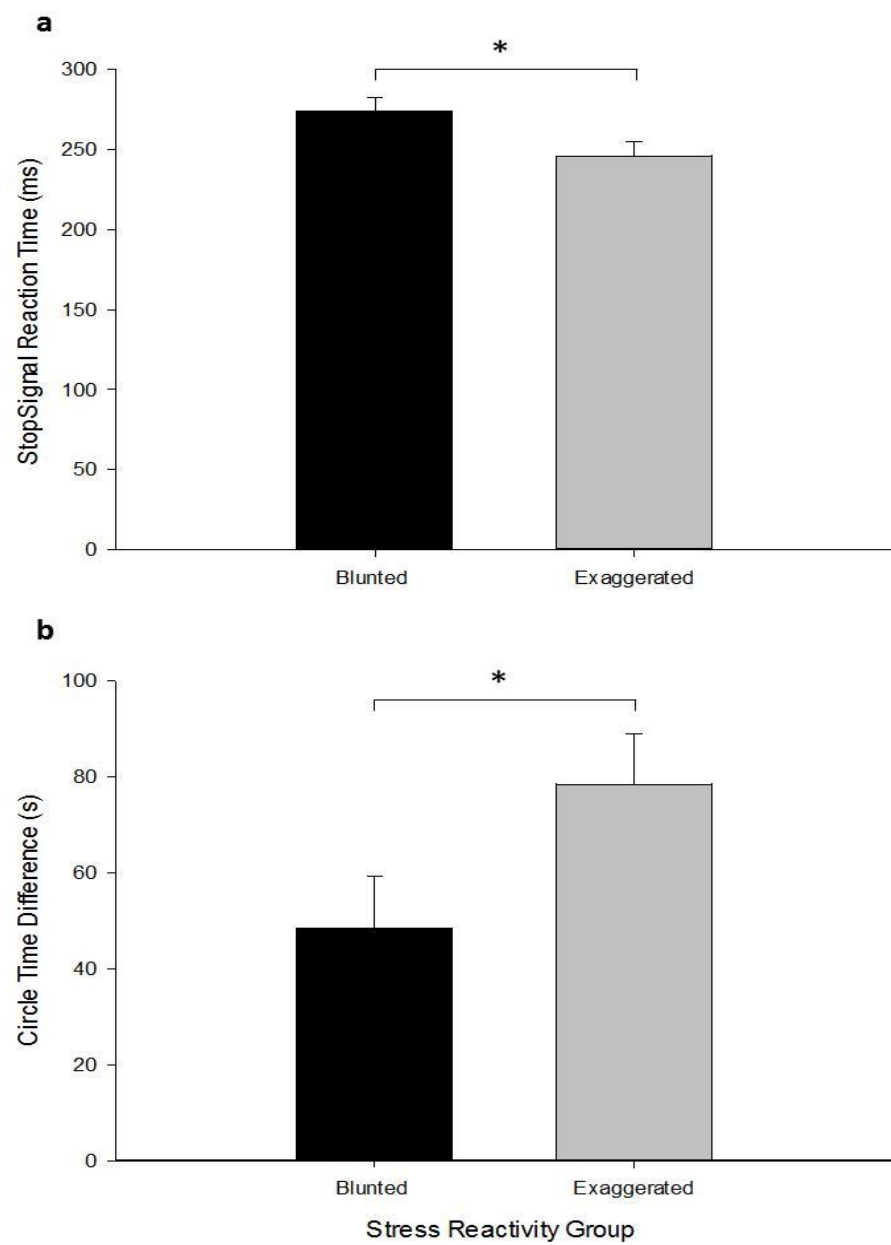 a
*
300
250
200
150
100
50
0
StopSignal Reaction Time (ms)
Blunted
Exaggerated
b
*
100
80
60
40
20
0
Circle Time Difference (s)
Blunted
Exaggerated
Stress Reactivity Group